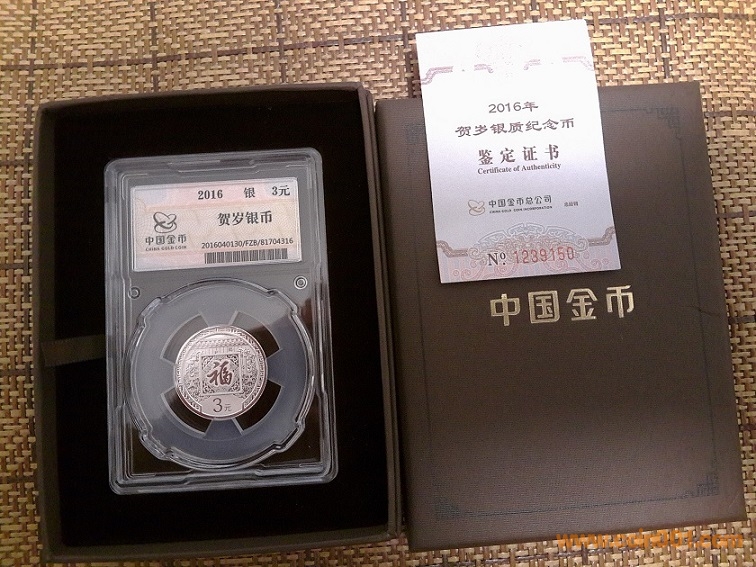 2016 银 3元
贺岁银币
中国金币
CHINA GOLD COIN
2016040130/FZB/81704316
福
3元
2016年
贺岁银质纪念币
鉴定证书
Certificate of Authenticity
中国金币总公司
CHINA GOLD COIN INCORPORATION
No. 1239150
中国金币